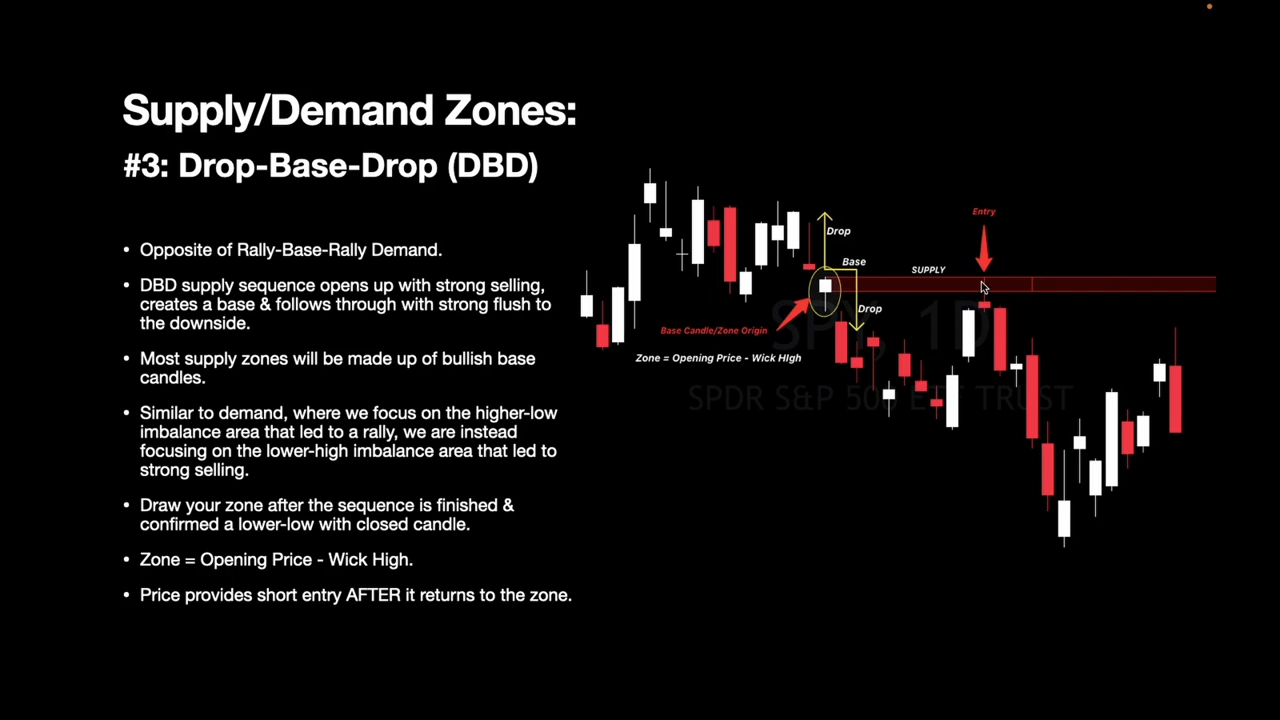 Supply/Demand Zones:
#3: Drop-Base-Drop (DBD)
• Opposite of Rally-Base-Rally Demand.
• DBD supply sequence opens up with strong selling,
creates a base & follows through with strong flush to
the downside.
• Most supply zones will be made up of bullish base
candles.
• Similar to demand, where we focus on the higher-low
imbalance area that led to a rally, we are instead
focusing on the lower-high imbalance area that led to
strong selling.
• Draw your zone after the sequence is finished &
confirmed a lower-low with closed candle.
• Zone = Opening Price - Wick High.
• Price provides short entry AFTER it returns to the zone.
Entry
Drop
Base
SUPPLY
Drop
Base Candle/Zone Origin
Zone = Opening Price - Wick HIgh
SPY, 1D
SPDR S&P 500 ETF TRUST